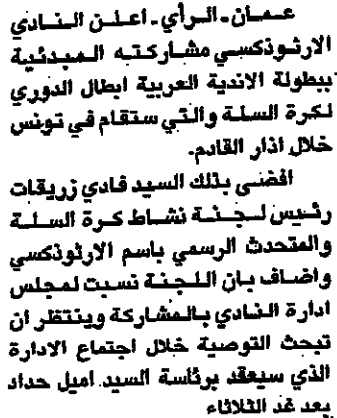 عمان ـ الرأي ـ اعلن النادي
الارثوذكسي مشاركته المبدئية
ببطولة الاندية العربية ابطال الدوري
لكرة السلة والتي ستقام في تونس
خلال اذار القادم.
افضى بذلك السيد فادي زريقات
رئيس لجنة نشاط كرة السلة
والمتحدث الرسمي باسم الارثوذكسي
واضاف بان اللجنة نسبت لمجلس
ادارة النادي بالمشاركة وينتظر ان
تبحث التوصية خلال اجتماع الادارة
الذي سيعقد برئاسة السيد اميل حداد
بعد غد الثلاثاء